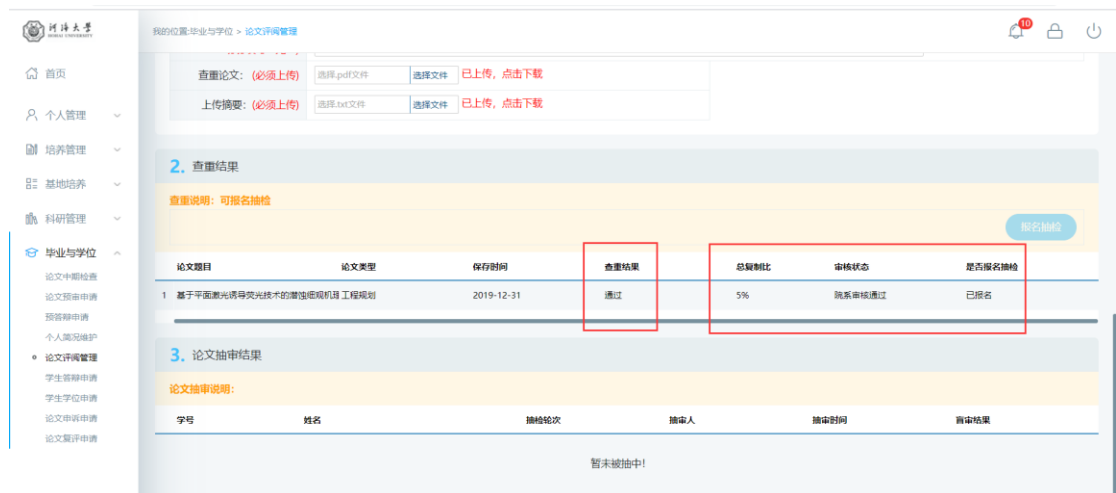 河海大学
HOHAI UNIVERSITY
我的位置:毕业与学位 > 论文评阅管理
10
首页
个人管理
培养管理
基地培养
科研管理
毕业与学位
论文中期检查
论文预审申请
预答辩申请
个人简况维护
论文评阅管理
学生答辩申请
学生学位申请
论文申诉申请
论文复评申请
查重论文: (必须上传) 选择.pdf文件 选择文件 已上传，点击下载
上传摘要: (必须上传) 选择.txt文件 选择文件 已上传，点击下载
2. 查重结果
查重说明：可报名抽检
报名抽检
论文题目 论文类型 保存时间 查重结果 总复制比 审核状态 是否报名抽检
1 基于平面激光诱导荧光技术的潜蚀细观机理 工程规划 2019-12-31 通过 5% 院系审核通过 已报名
3. 论文抽审结果
论文抽审说明:
学号 姓名 抽检轮次 抽审人 抽审时间 盲审结果
暂未被抽中!